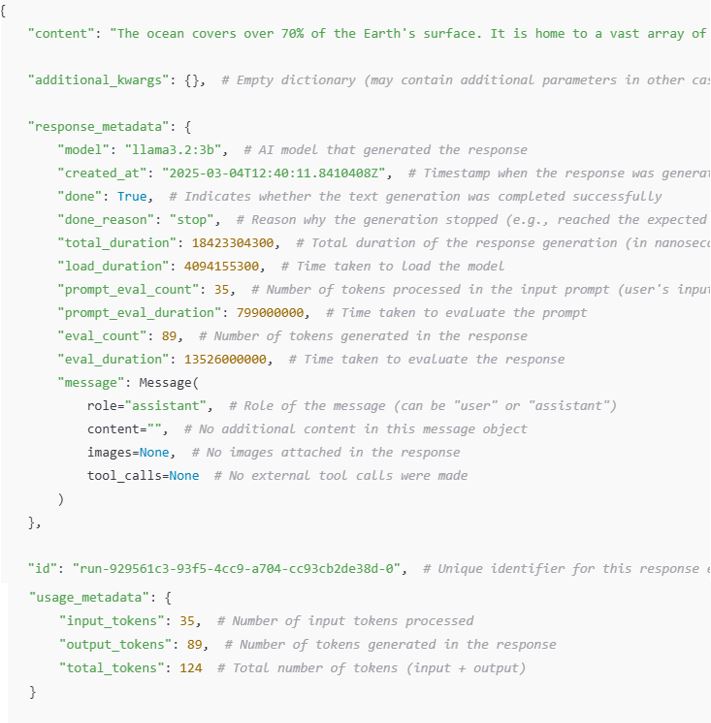 {
"content": "The ocean covers over 70% of the Earth's surface. It is home to a vast array of
"additional_kwargs": {},  # Empty dictionary (may contain additional parameters in other cas
"response_metadata": {
"model": "llama3.2:3b",  # AI model that generated the response
"created_at": "2025-03-04T12:40:11.8410408Z",  # Timestamp when the response was generat
"done": True,  # Indicates whether the text generation was completed successfully
"done_reason": "stop",  # Reason why the generation stopped (e.g., reached the expected
"total_duration": 18423304300,  # Total duration of the response generation (in nanosec
"load_duration": 4094155300,  # Time taken to load the model
"prompt_eval_count": 35,  # Number of tokens processed in the input prompt (user's input
"prompt_eval_duration": 799000000,  # Time taken to evaluate the prompt
"eval_count": 89,  # Number of tokens generated in the response
"eval_duration": 13526000000,  # Time taken to evaluate the response
"message": Message(
role="assistant",  # Role of the message (can be "user" or "assistant")
content="",  # No additional content in this message object
images=None,  # No images attached in the response
tool_calls=None  # No external tool calls were made
)
},
"id": "run-929561c3-93f5-4cc9-a704-cc93cb2de38d-0",  # Unique identifier for this response e
"usage_metadata": {
"input_tokens": 35,  # Number of input tokens processed
"output_tokens": 89,  # Number of tokens generated in the response
"total_tokens": 124  # Total number of tokens (input + output)
}